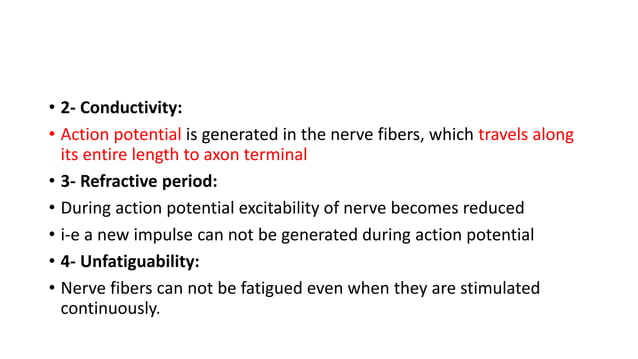 • 2- Conductivity:
• Action potential is generated in the nerve fibers, which travels along
its entire length to axon terminal
• 3- Refractive period:
• During action potential excitability of nerve becomes reduced
• i-e a new impulse can not be generated during action potential
• 4- Unfatiguability:
• Nerve fibers can not be fatigued even when they are stimulated
continuously.